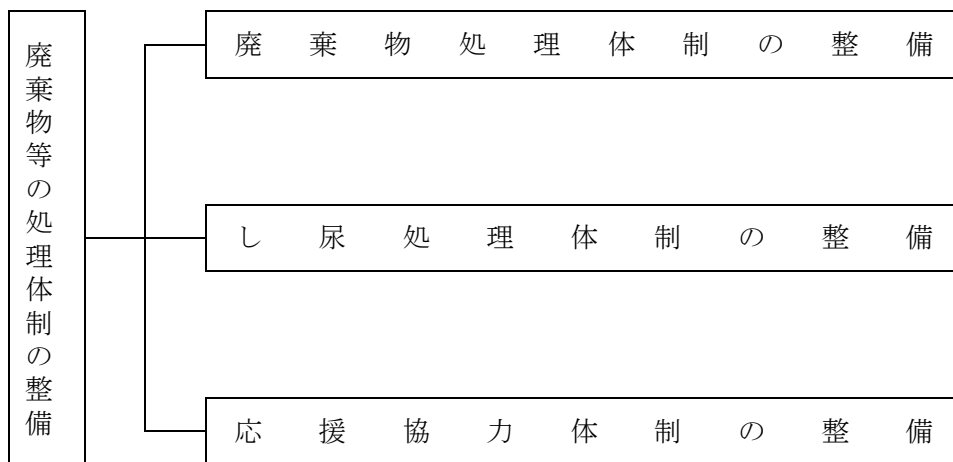 廃棄物等の処理体制の整備
廃棄物処理体制の整備
し尿処理体制の整備
応援協力体制の整備